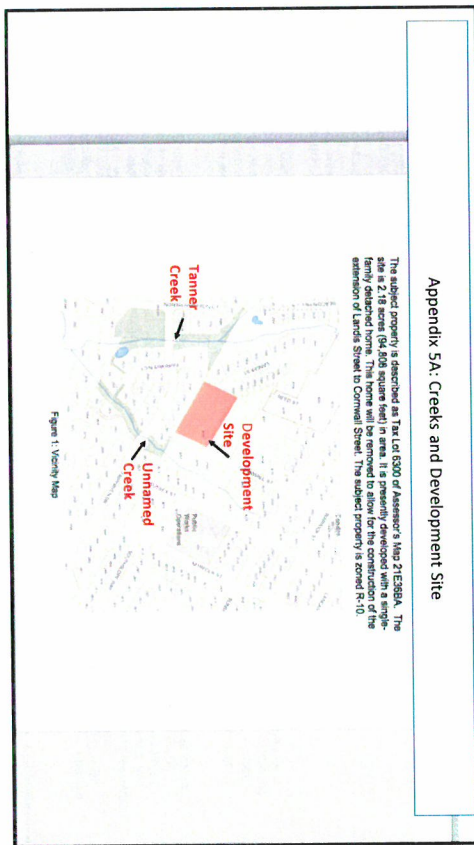 Appendix 5A: Creeks and Development Site
The subject property is described as Tax Lot 6300 of Assessor's Map 21E36BA. The
site is 2.18 acres (94,806 square feet) in area. It is presently developed with a single-
family detached home. This home will be removed to allow for the construction of the
extension of Landis Street to Cornwall Street. The subject property is zoned R-10.
Development
Site
Tanner
Creek
Unnamed
Creek
Public
Works
Operations
Figure 1: Vicinity Map